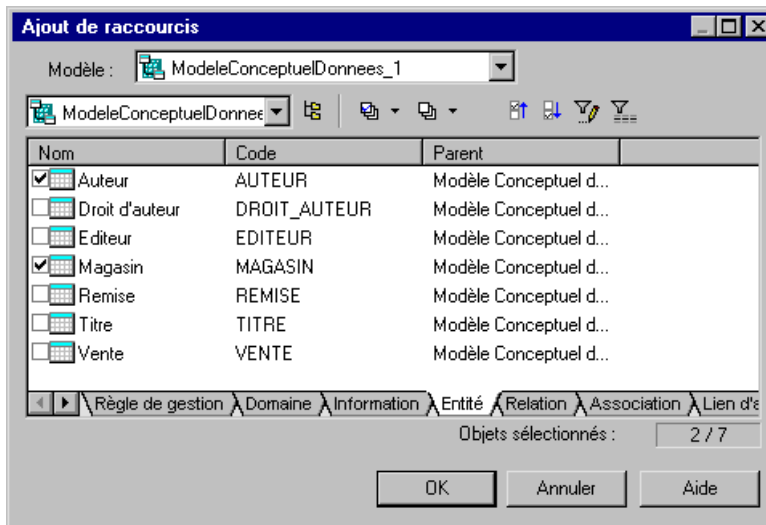 Ajout de raccourcis
Modèle : ModeleConceptuelDonnees_1
ModeleConceptuelDonnee
Nom Code Parent
Auteur AUTEUR Modèle Conceptuel d...
Droit d'auteur DROIT_AUTEUR Modèle Conceptuel d...
Editeur EDITEUR Modèle Conceptuel d...
Magasin MAGASIN Modèle Conceptuel d...
Remise REMISE Modèle Conceptuel d...
Titre TITRE Modèle Conceptuel d...
Vente VENTE Modèle Conceptuel d...
Règle de gestion Domaine Information Entité Relation Association Lien d'a
Objets sélectionnés : 2 / 7
OK Annuler Aide